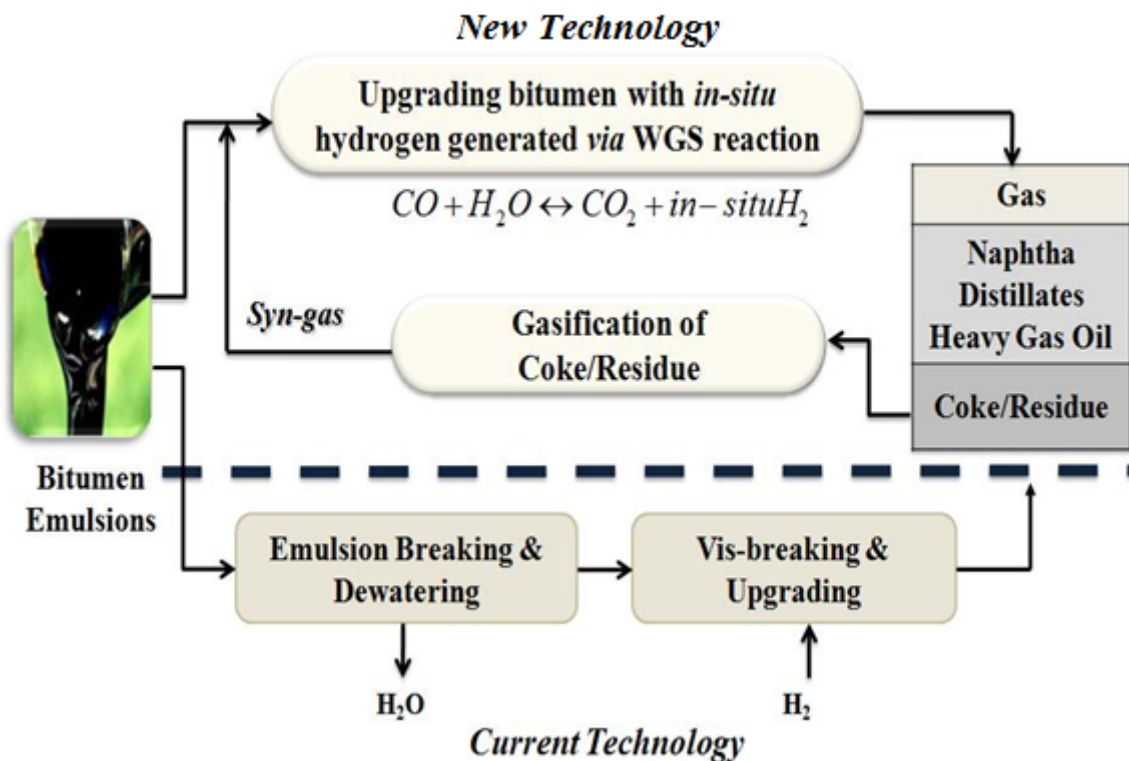 New Technology
Upgrading bitumen with in-situ
hydrogen generated via WGS reaction
CO + H₂O ↔ CO₂ + in-situH₂
Gas
Naphtha
Distillates
Heavy Gas Oil
Coke/Residue
Syn-gas
Gasification of
Coke/Residue
Bitumen
Emulsions
Emulsion Breaking &
Dewatering
Vis-breaking &
Upgrading
H₂O
H₂
Current Technology